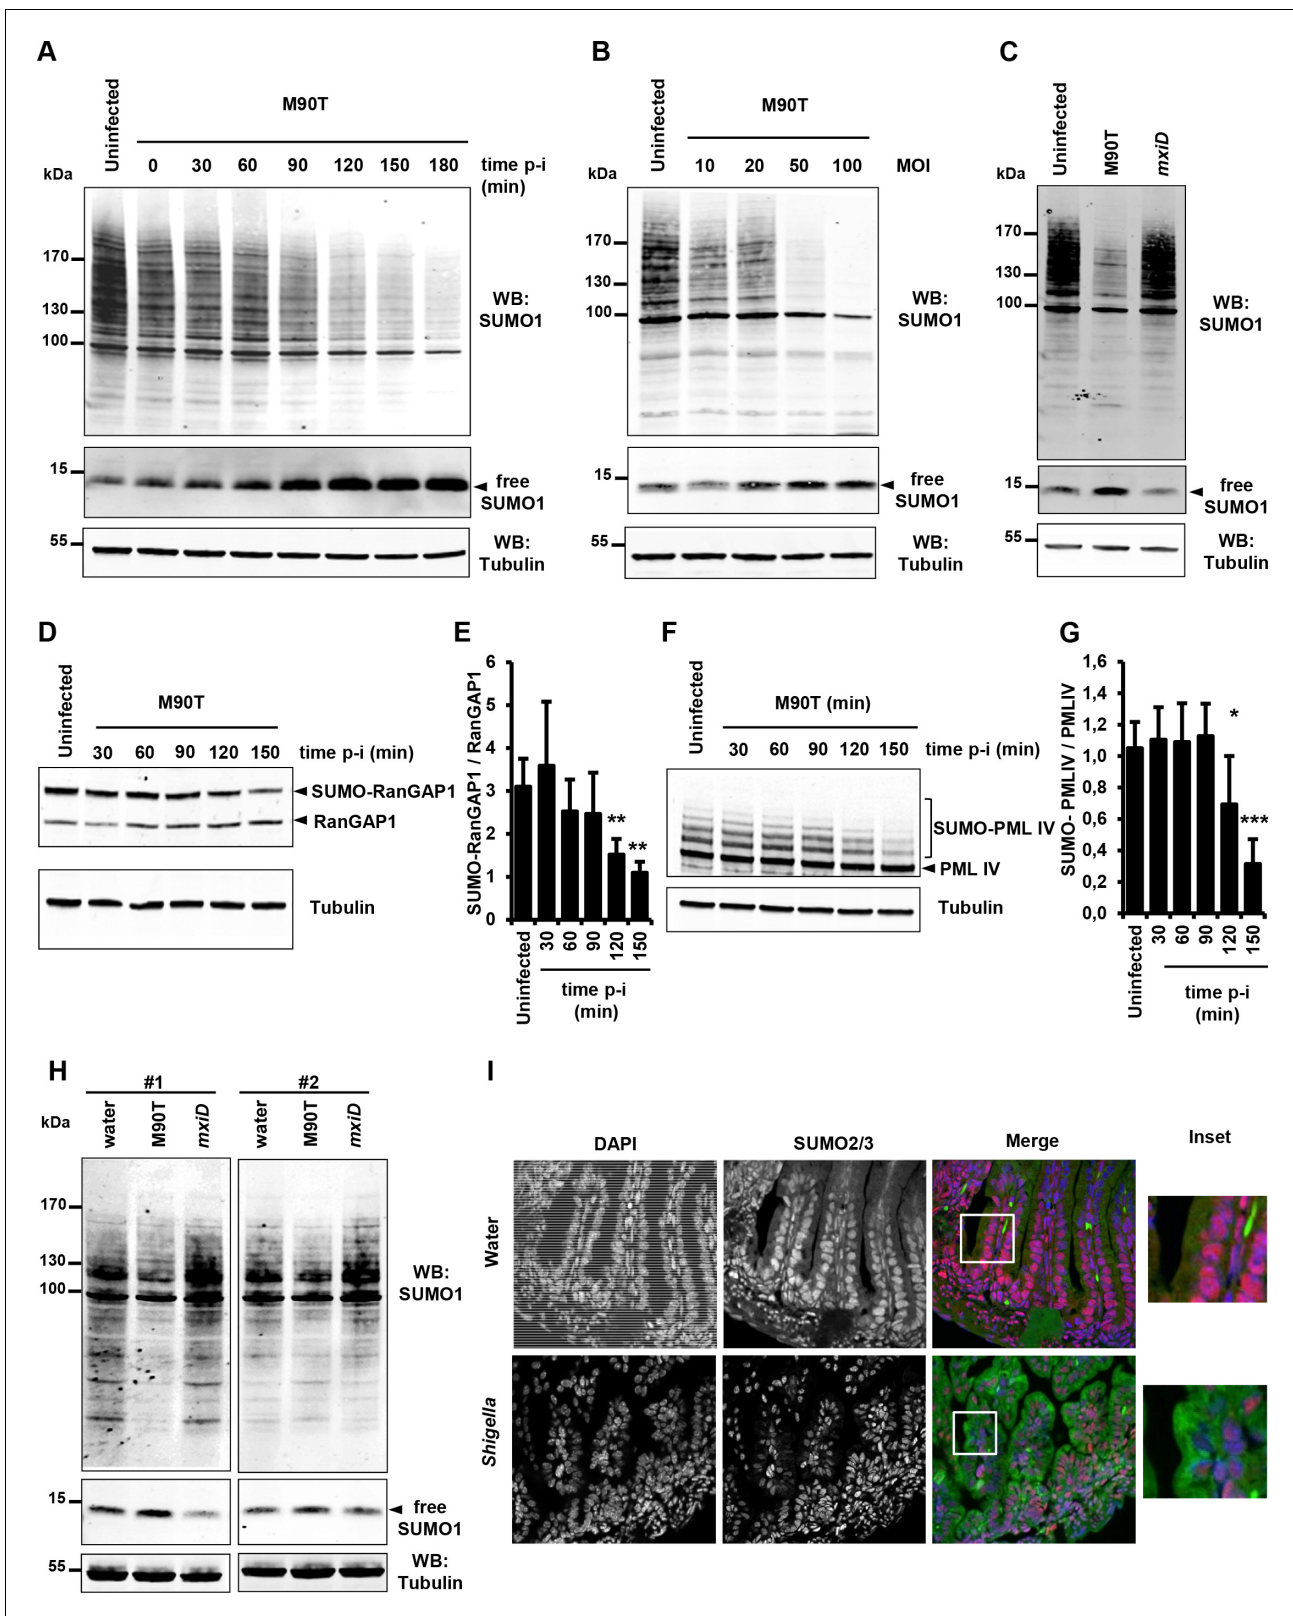 A
Uninfected
M90T
0 30 60 90 120 150 180 time p-i (min)
kDa
170
130
100
WB:
SUMO1
15
free
SUMO1
55
WB:
Tubulin
B
Uninfected
M90T
10 20 50 100 MOI
kDa
170
130
100
WB:
SUMO1
15
free
SUMO1
55
WB:
Tubulin
C
Uninfected
M90T
mxiD
kDa
170
130
100
WB:
SUMO1
15
free
SUMO1
55
WB:
Tubulin
D
Uninfected
M90T
30 60 90 120 150 time p-i (min)
SUMO-RanGAP1
RanGAP1
Tubulin
E
SUMO-RanGAP1 / RanGAP1
6
5
4
3
2
1
0
**
**
Uninfected
30
60
90
120
150
time p-i
(min)
F
Uninfected
M90T (min)
30 60 90 120 150 time p-i (min)
SUMO-PML IV
PML IV
Tubulin
G
SUMO- PMLIV / PMLIV
1,6
1,4
1,2
1,0
0,8
0,6
0,4
0,2
0,0
*
***
Uninfected
30
60
90
120
150
time p-i
(min)
H
#1
#2
water
M90T
mxiD
water
M90T
mxiD
kDa
170
130
100
WB:
SUMO1
15
free
SUMO1
55
WB:
Tubulin
I
DAPI
SUMO2/3
Merge
Inset
Water
Shigella